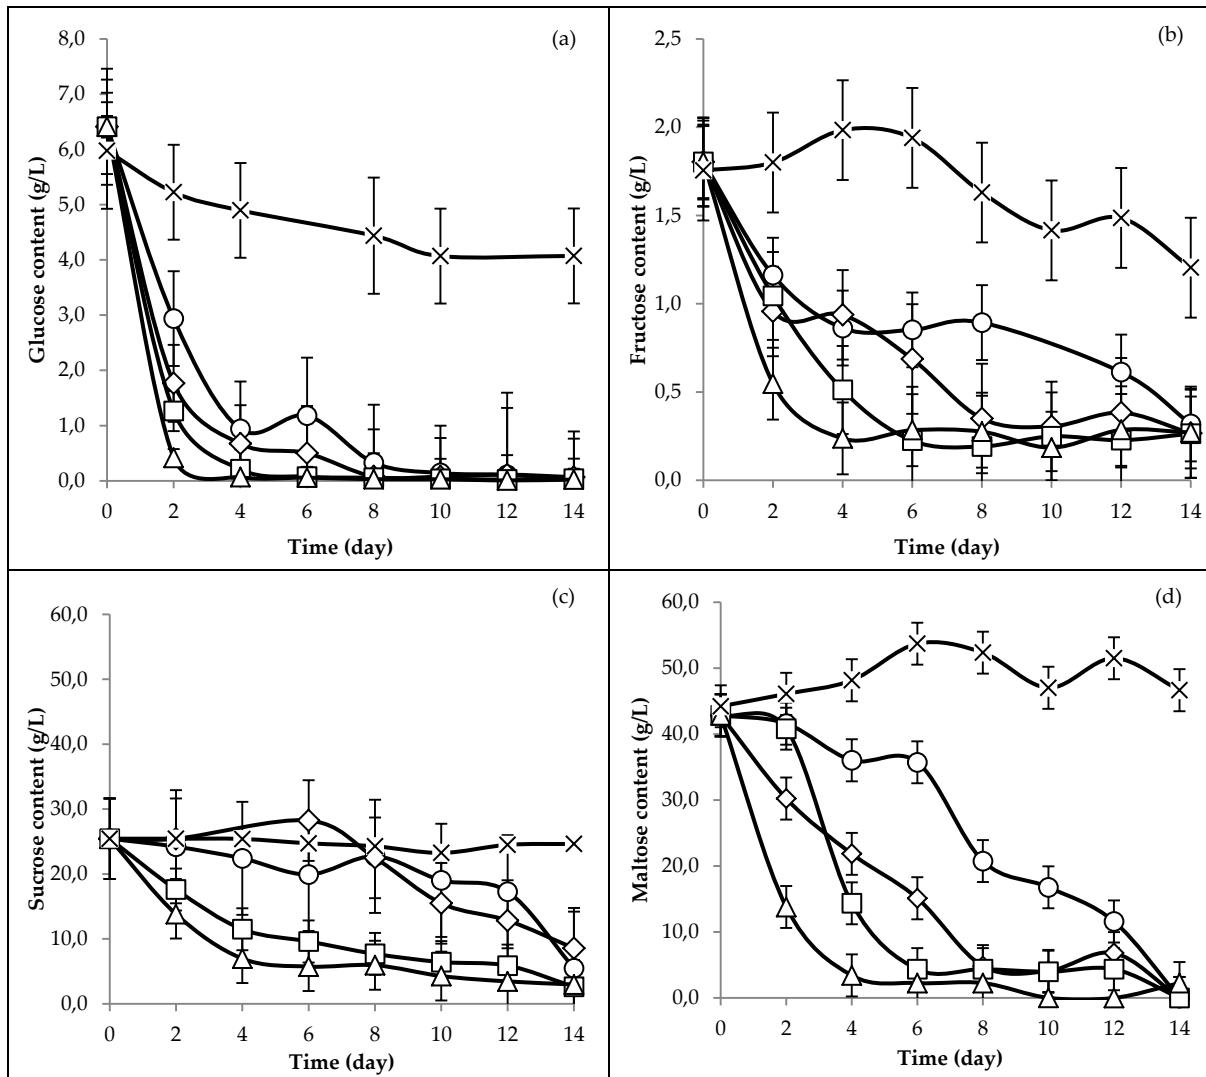 (a)
8,0
7,0
6,0
5,0
4,0
3,0
2,0
1,0
0,0
Glucose content (g/L)
0 2 4 6 8 10 12 14
Time (day)
(b)
2,5
2,0
1,5
1,0
0,5
0,0
Fructose content (g/L)
0 2 4 6 8 10 12 14
Time (day)
(c)
60,0
50,0
40,0
30,0
20,0
10,0
0,0
Sucrose content (g/L)
0 2 4 6 8 10 12 14
Time (day)
(d)
60,0
50,0
40,0
30,0
20,0
10,0
0,0
Maltose content (g/L)
0 2 4 6 8 10 12 14
Time (day)